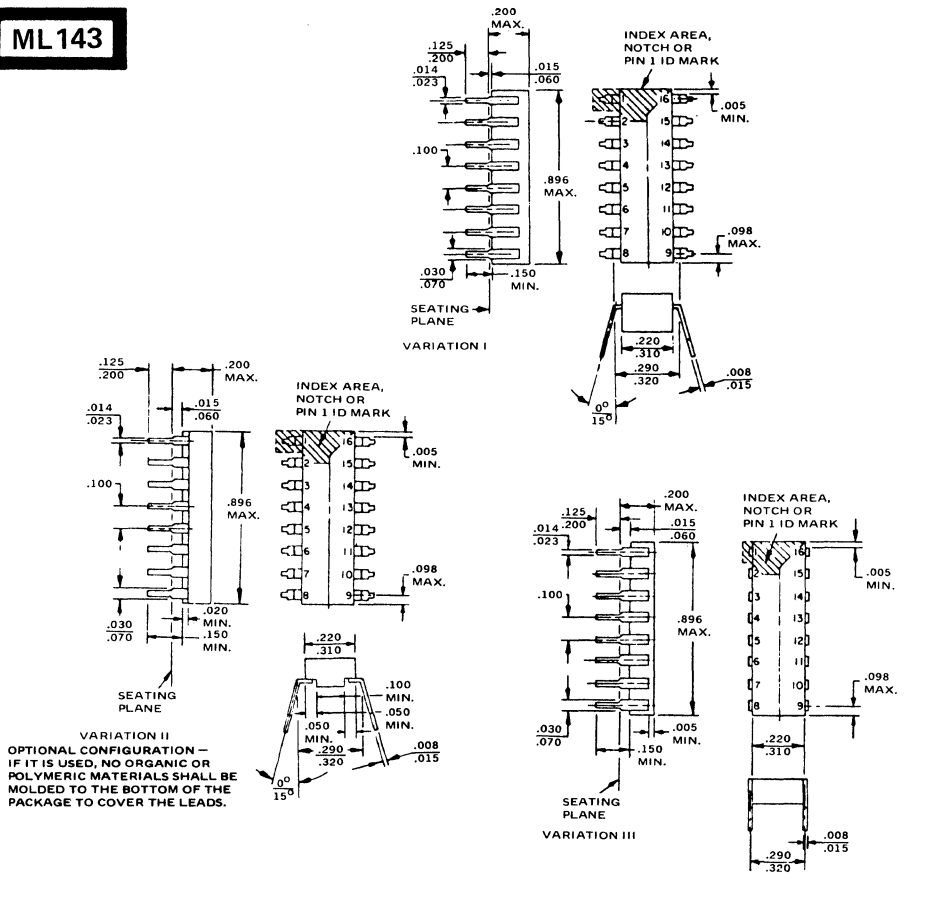 ML143
.200
MAX.
.125
.200
.014
.023
.015
.060
.100
.896
MAX.
.030
.070
.150
MIN.
SEATING
PLANE
VARIATION I
INDEX AREA,
NOTCH OR
PIN 1 ID MARK
1 16
2 15
3 14
4 13
5 12
6 11
7 10
8 9
.005
MIN.
.098
MAX.
.220
.310
.290
.320
0°
15°
.008
.015
.125
.200
.200
MAX.
.014
.023
.015
.060
.100
.896
MAX.
.030
.070
.020
MIN.
.150
MIN.
SEATING
PLANE
VARIATION II
OPTIONAL CONFIGURATION —
IF IT IS USED, NO ORGANIC OR
POLYMERIC MATERIALS SHALL BE
MOLDED TO THE BOTTOM OF THE
PACKAGE TO COVER THE LEADS.
INDEX AREA,
NOTCH OR
PIN 1 ID MARK
1 16
2 15
3 14
4 13
5 12
6 11
7 10
8 9
.005
MIN.
.098
MAX.
.220
.310
.100
MIN.
.050
MIN.
.050
MIN.
.290
.320
.008
.015
0°
15°
.200
MAX.
.125
.200
.014
.023
.015
.060
.100
.896
MAX.
.030
.070
.005
MIN.
.150
MIN.
SEATING
PLANE
VARIATION III
INDEX AREA,
NOTCH OR
PIN 1 ID MARK
16
2 15
3 14
4 13
5 12
6 11
7 10
8 9
.005
MIN.
.098
MAX.
.220
.310
.008
.015
.290
.320